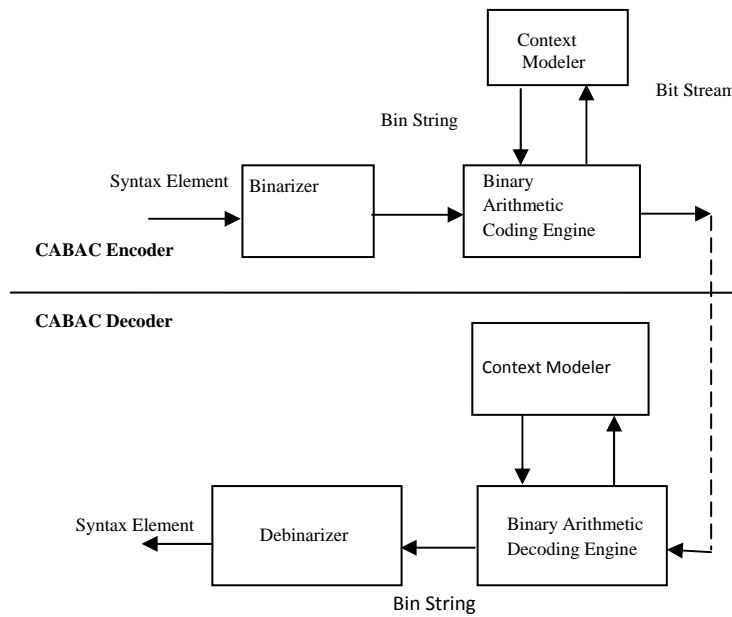 Context
Modeler
Bit Stream
Bin String
Syntax Element
Binarizer
Binary
Arithmetic
Coding Engine
CABAC Encoder
CABAC Decoder
Context Modeler
Syntax Element
Debinarizer
Binary Arithmetic
Decoding Engine
Bin String